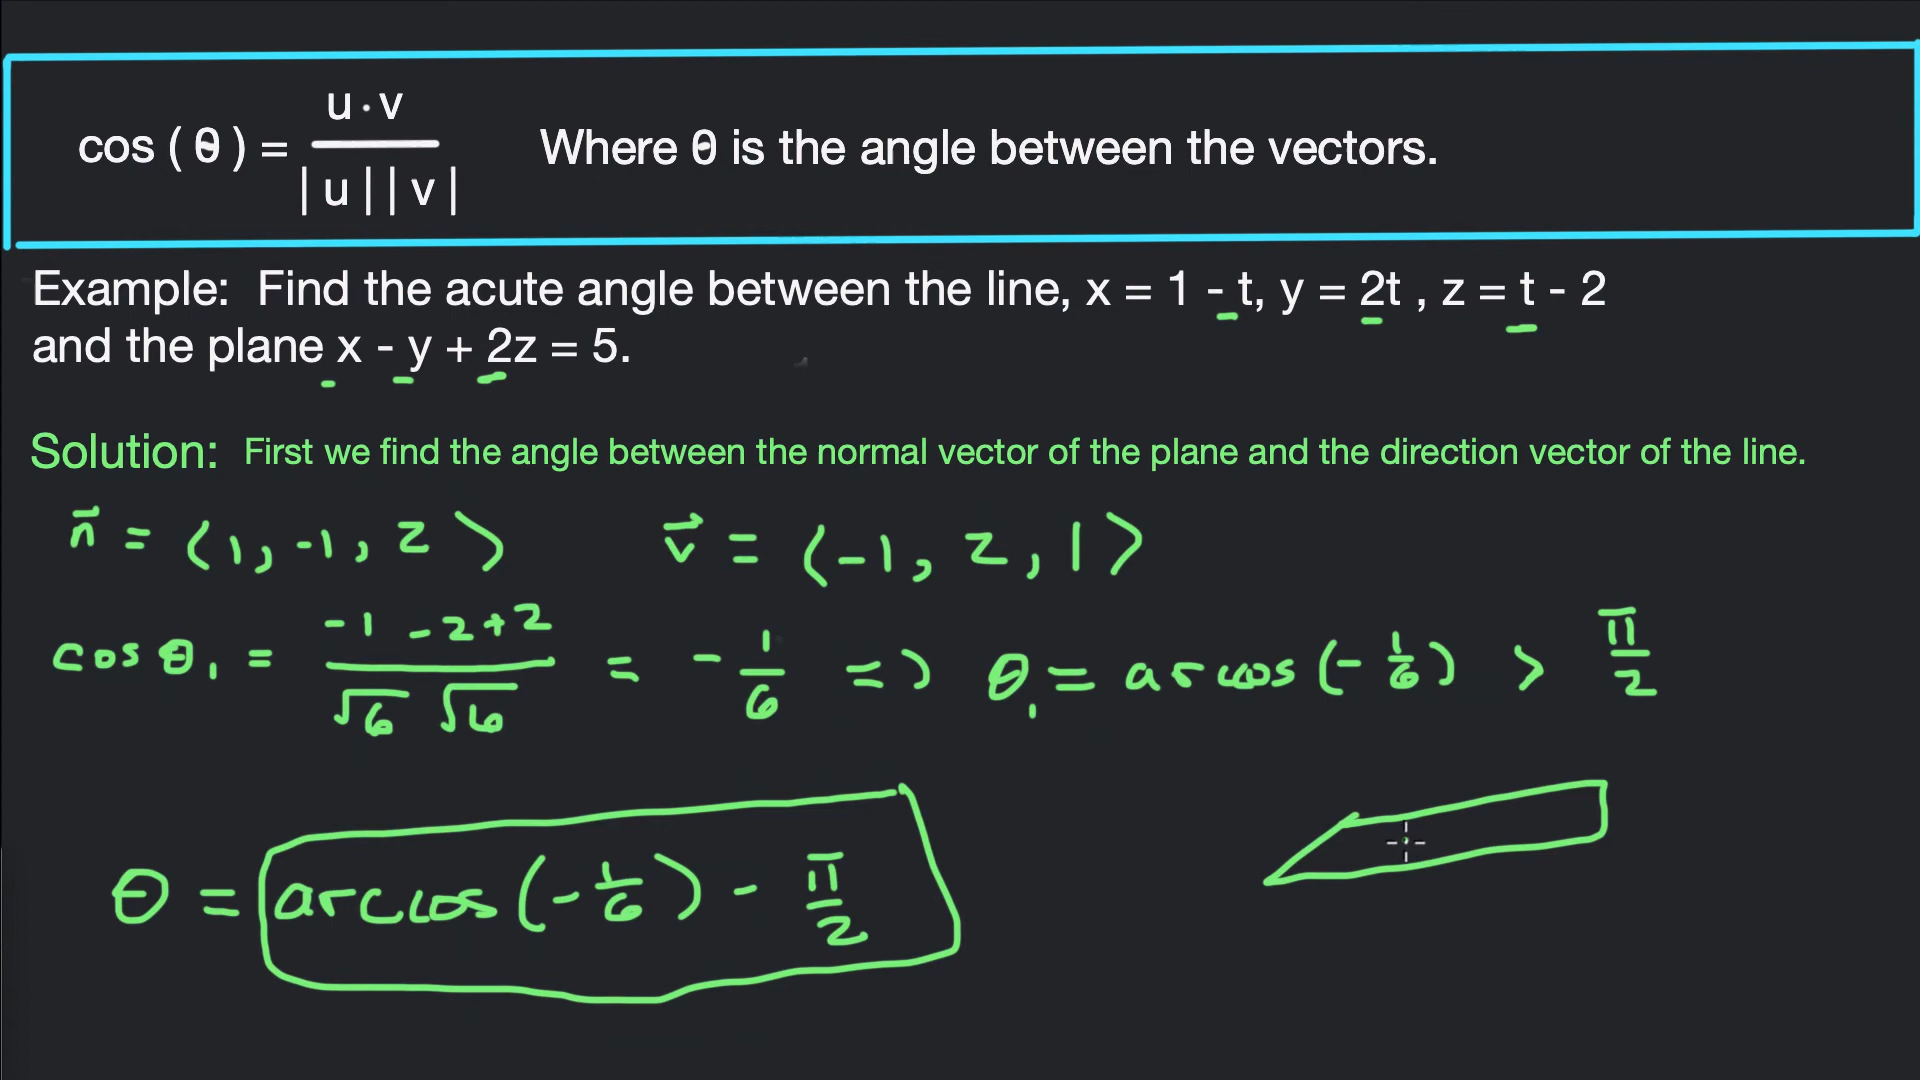 cos ( θ ) = u · v / | u | | v | Where θ is the angle between the vectors.
Example: Find the acute angle between the line, x = 1 - t, y = 2t , z = t - 2
and the plane x - y + 2z = 5.
Solution: First we find the angle between the normal vector of the plane and the direction vector of the line.
n⃗ = ⟨1, -1, 2⟩ v⃗ = ⟨-1, 2, 1⟩
cos θ₁ = (-1 - 2 + 2) / (√6 √6) = - 1/6 => θ₁ = arccos(- 1/6) > π/2
θ = arccos(- 1/6) - π/2